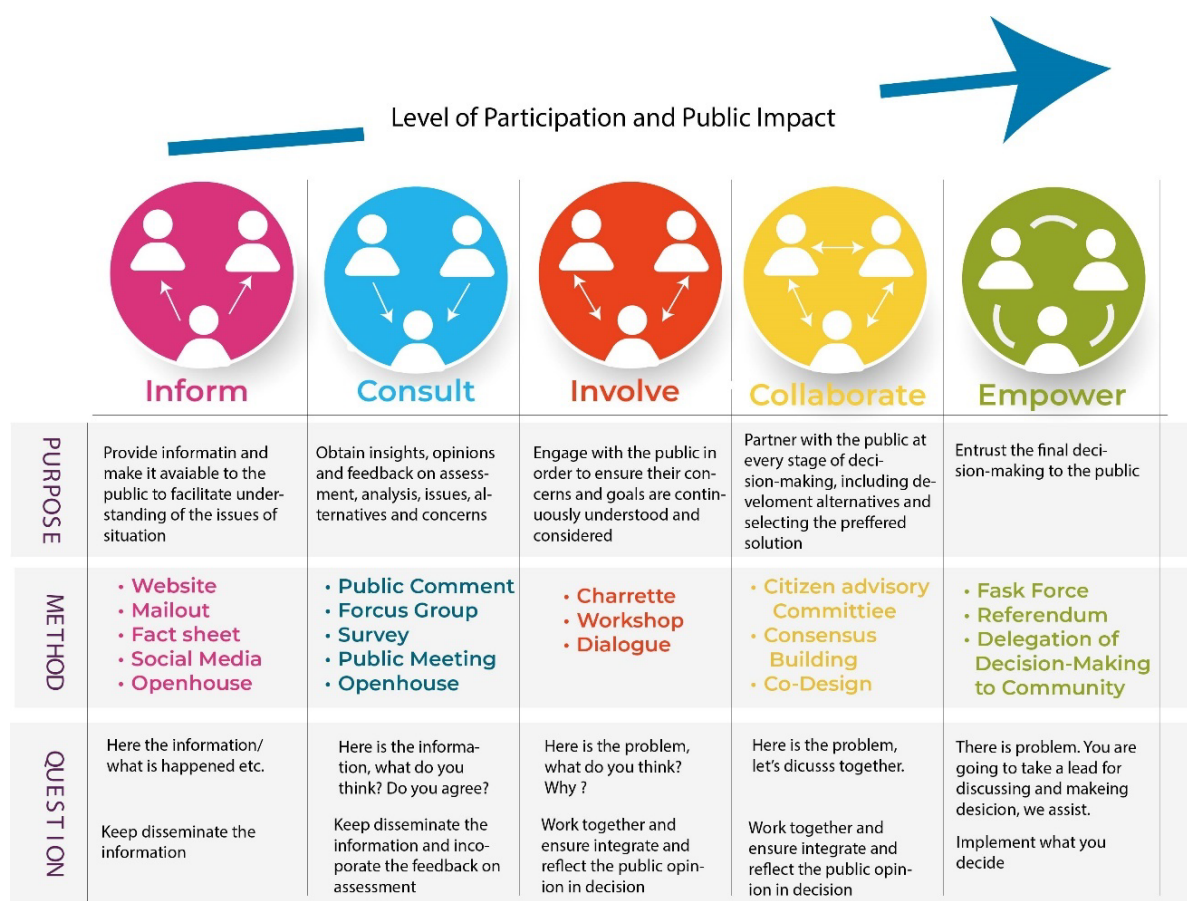 Level of Participation and Public Impact
Inform
Consult
Involve
Collaborate
Empower
PURPOSE
Provide informatin and
make it avaiable to the
public to facilitate under-
standing of the issues of
situation
Obtain insights, opinions
and feedback on assess-
ment, analysis, issues, al-
ternatives and concerns
Engage with the public in
order to ensure their con-
cerns and goals are contin-
uously understood and
considered
Partner with the public at
every stage of deci-
sion-making, including de-
veloment alternatives and
selecting the preffered
solution
Entrust the final deci-
sion-making to the public
METHOD
• Website
• Mailout
• Fact sheet
• Social Media
• Openhouse
• Public Comment
• Forcus Group
• Survey
• Public Meeting
• Openhouse
• Charrette
• Workshop
• Dialogue
• Citizen advisory
Committiee
• Consensus
Building
• Co-Design
• Fask Force
• Referendum
• Delegation of
Decision-Making
to Community
QUESTION
Here the information/
what is happened etc.
Keep disseminate the
information
Here is the informa-
tion, what do you
think? Do you agree?
Keep disseminate the
information and inco-
porate the feedback on
assessment
Here is the problem,
what do you think?
Why ?
Work together and
ensure integrate and
reflect the public opin-
ion in decision
Here is the problem,
let's dicusss together.
Work together and
ensure integrate and
reflect the public opin-
ion in decision
There is problem. You are
going to take a lead for
discussing and makeing
desicion, we assist.
Implement what you
decide